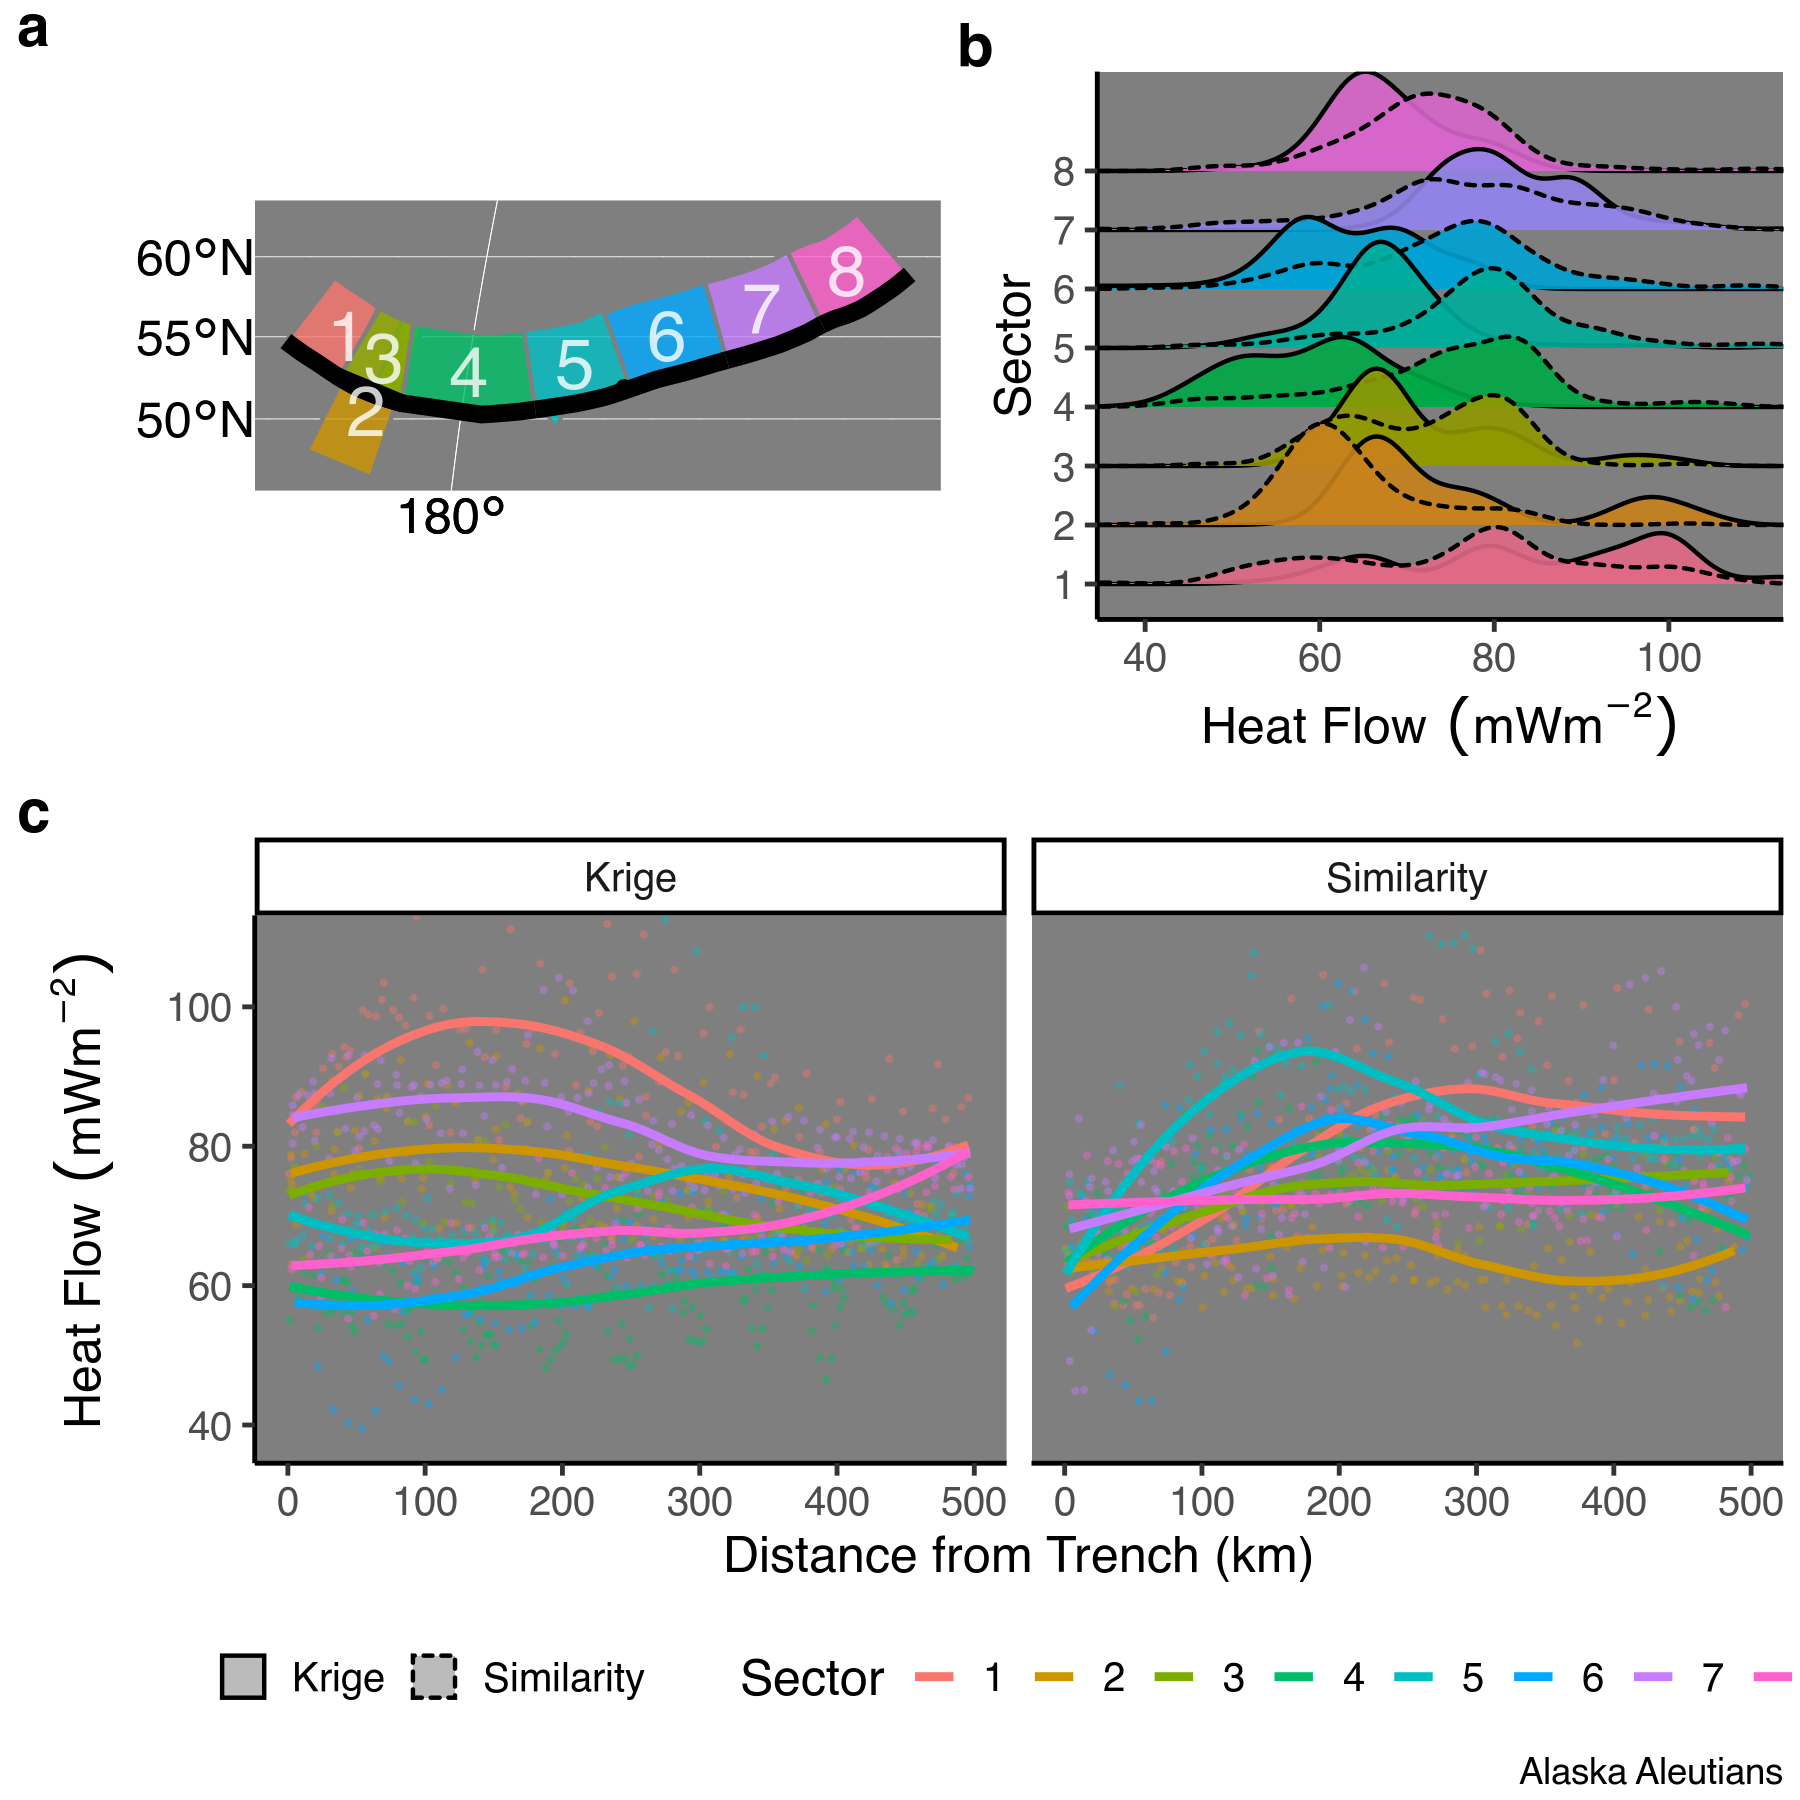 a
60°N
55°N
50°N
180°
1
2
3
4
5
6
7
8
b
Sector
8
7
6
5
4
3
2
1
40 60 80 100
Heat Flow (mWm−2)
c
Krige
Similarity
Heat Flow (mWm−2)
100
80
60
40
0 100 200 300 400 500
0 100 200 300 400 500
Distance from Trench (km)
Krige Similarity Sector 1 2 3 4 5 6 7
Alaska Aleutians